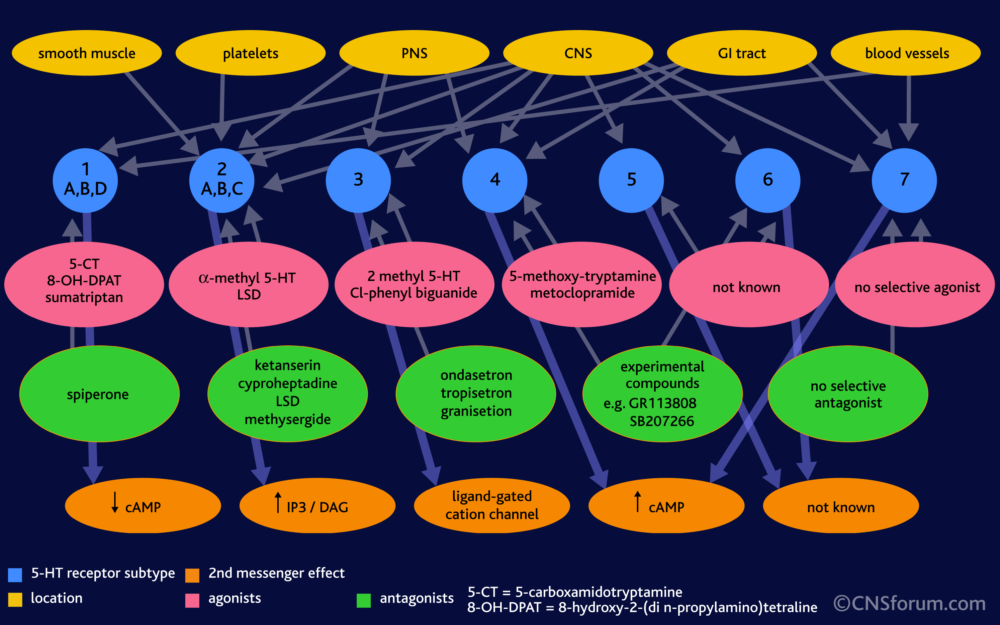 smooth muscle
platelets
PNS
CNS
GI tract
blood vessels
1
A,B,D
2
A,B,C
3
4
5
6
7
5-CT
8-OH-DPAT
sumatriptan
α-methyl 5-HT
LSD
2 methyl 5-HT
Cl-phenyl biguanide
5-methoxy-tryptamine
metoclopramide
not known
no selective agonist
spiperone
ketanserin
cyproheptadine
LSD
methysergide
ondasetron
tropisetron
granisetion
experimental
compounds
e.g. GR113808
SB207266
no selective
antagonist
↓ cAMP
↑ IP3 / DAG
ligand-gated
cation channel
↑ cAMP
not known
5-HT receptor subtype
2nd messenger effect
location
agonists
antagonists
5-CT = 5-carboxamidotryptamine
8-OH-DPAT = 8-hydroxy-2-(di n-propylamino)tetraline
©CNSforum.com